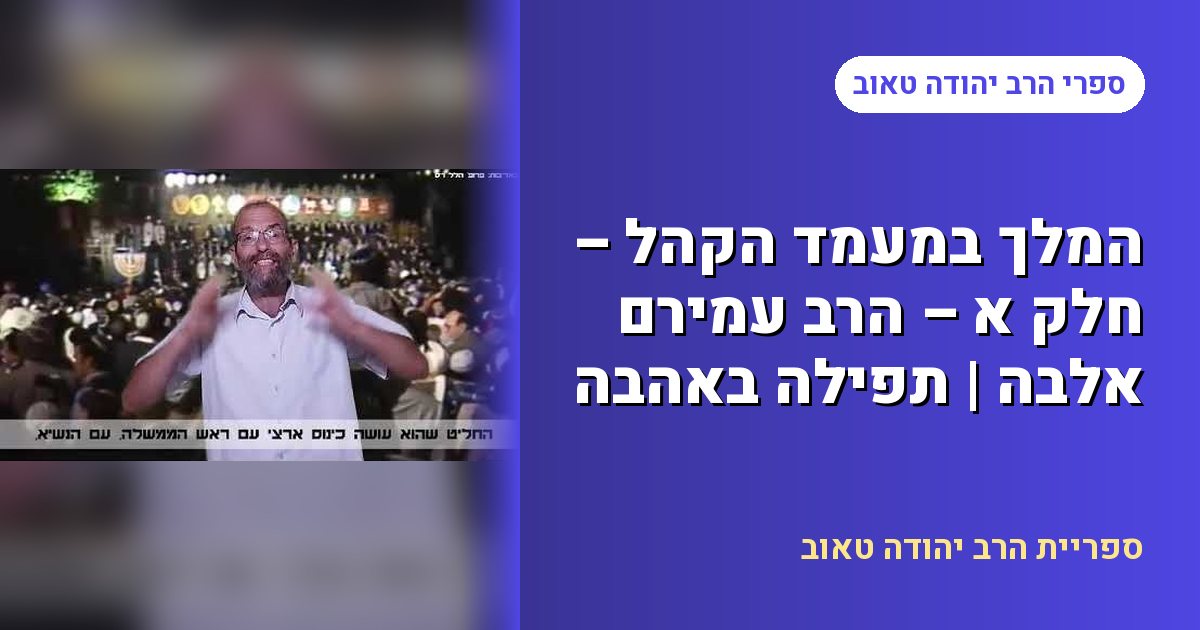 ספרי הרב יהודה טאוב
המלך במעמד הקהל –
חלק א – הרב עמירם
אלבה | תפילה באהבה
ספריית הרב יהודה טאוב
החליט שהוא עושה כינוס ארצי עם ראש הממשלה, עם הנשיא,